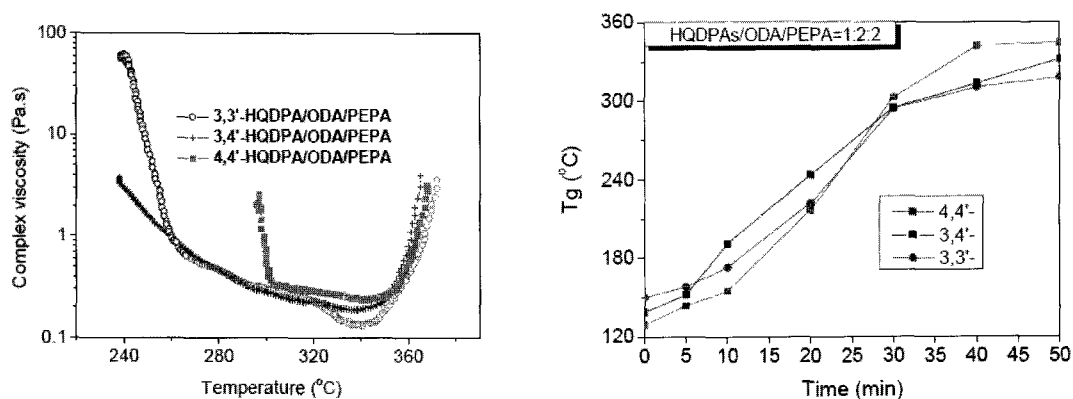 100
10
1
0.1
Complex viscosity (Pa.s)
3,3'-HQDPA/ODA/PEPA
3,4'-HQDPA/ODA/PEPA
4,4'-HQDPA/ODA/PEPA
240 280 320 360
Temperature (°C)
360
300
240
180
120
Tg (°C)
HQDPAs/ODA/PEPA=1:2:2
4,4'-
3,4'-
3,3'-
0 5 10 15 20 25 30 35 40 45 50
Time (min)